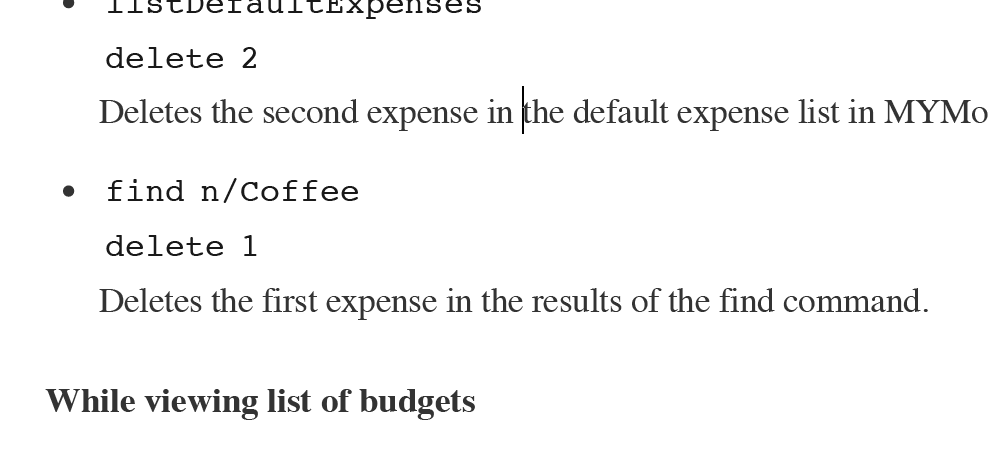 listDefaultExpenses
delete 2
Deletes the second expense in the default expense list in MYMo
find n/Coffee
delete 1
Deletes the first expense in the results of the find command.
While viewing list of budgets